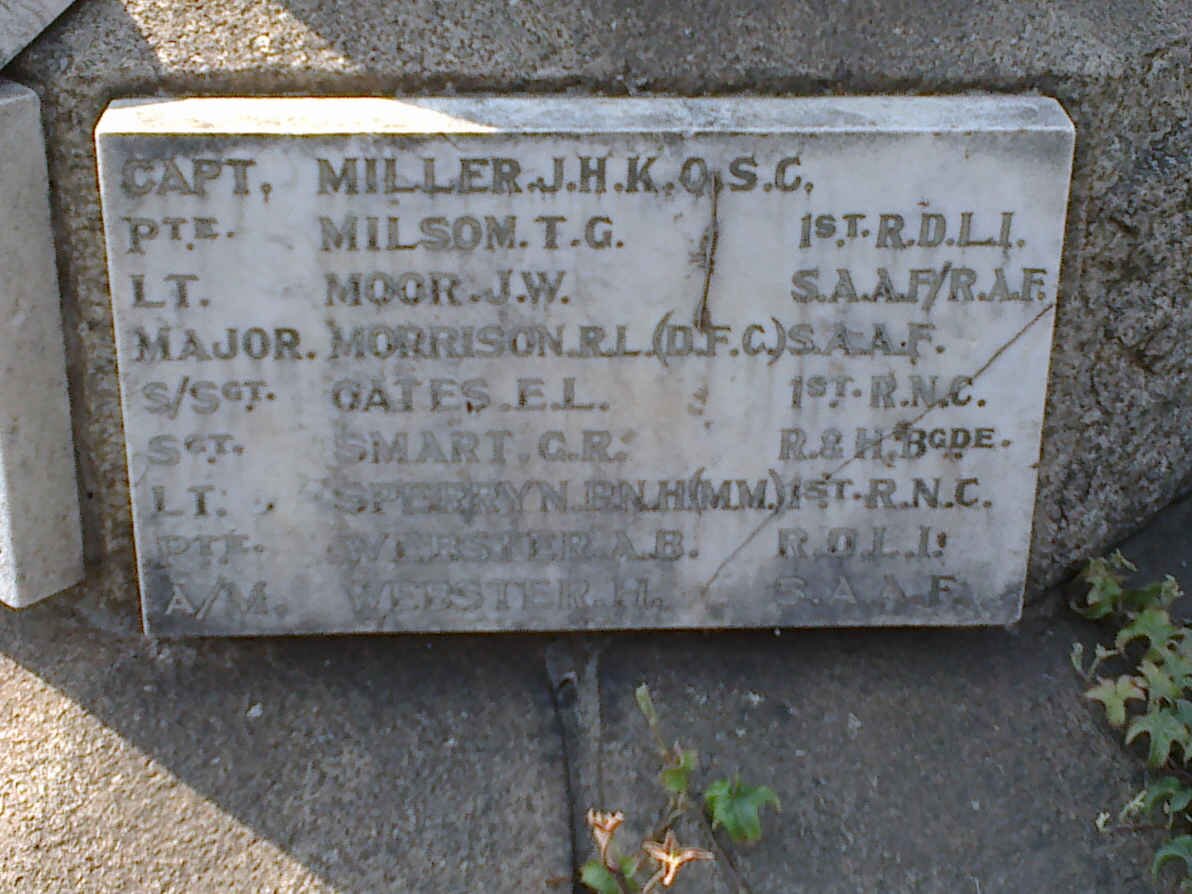 CAPT. MILLER.J.H.K.O.S.C.
PTE. MILSOM.T.G. 1ST.R.D.L.I.
LT. MOOR.J.W. S.A.A.F/R.A.F.
MAJOR. MORRISON.R.L.(D.F.C.)S.A.A.F.
S/SGT. OATES.E.L. 1ST.R.N.C.
SGT. SMART.G.R. R.&H.BGDE.
LT. SPERRYN.P.N.H(M.M.)1ST.R.N.C.
PTE. WEBSTER.A.B. R.D.L.I.
A/M. WEBSTER.H. S.A.A.F.